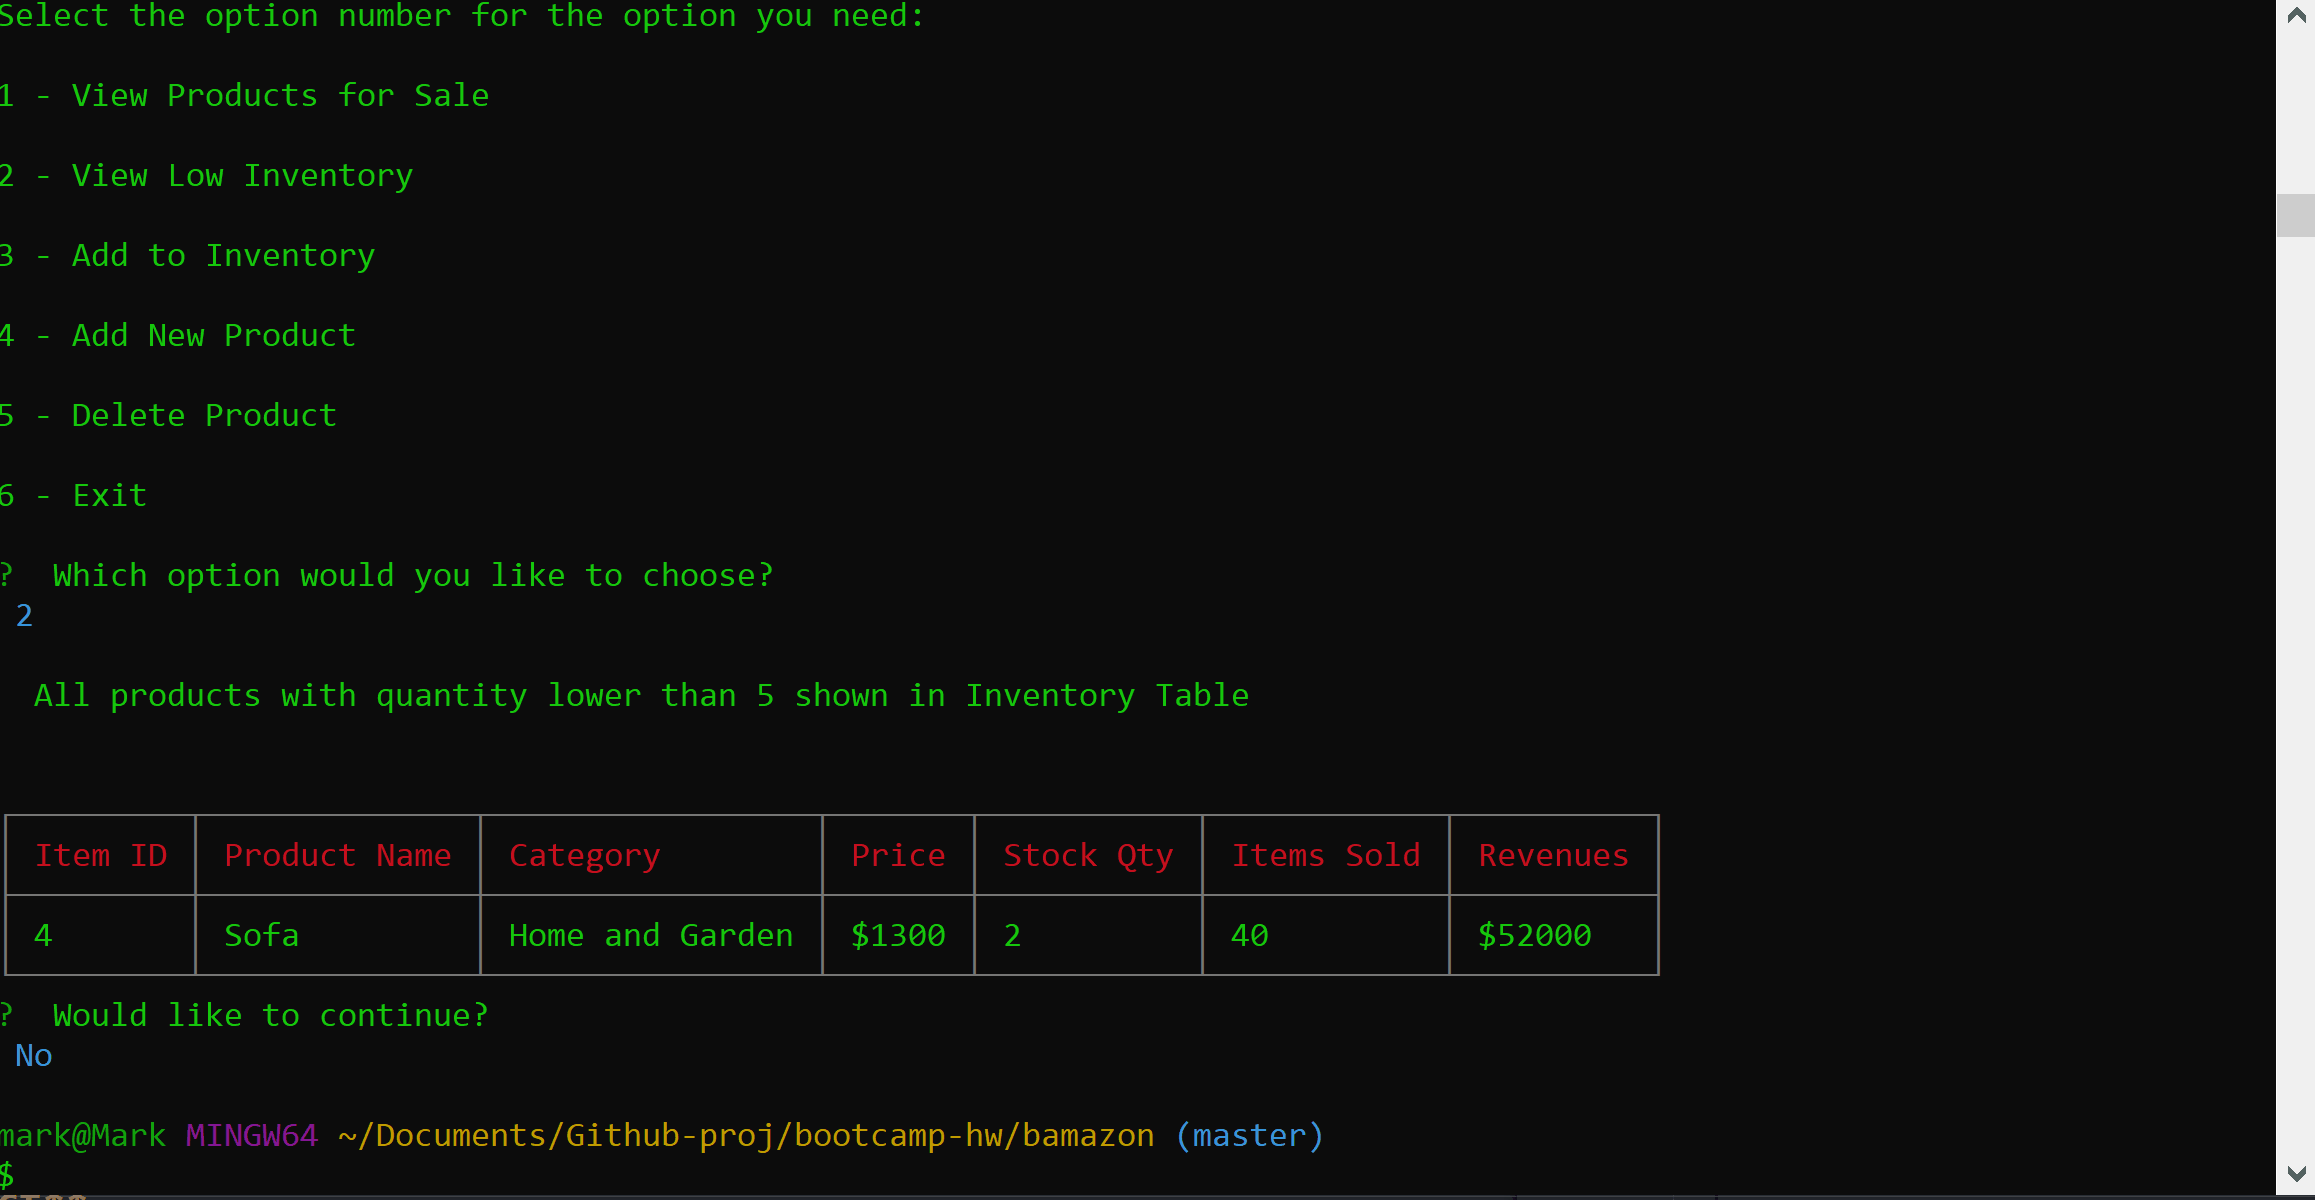 Select the option number for the option you need:
1 - View Products for Sale
2 - View Low Inventory
3 - Add to Inventory
4 - Add New Product
5 - Delete Product
6 - Exit
?  Which option would you like to choose?
2
All products with quantity lower than 5 shown in Inventory Table
Item ID Product Name Category Price Stock Qty Items Sold Revenues
4 Sofa Home and Garden $1300 2 40 $52000
?  Would like to continue?
No
mark@Mark MINGW64 ~/Documents/Github-proj/bootcamp-hw/bamazon (master)
$